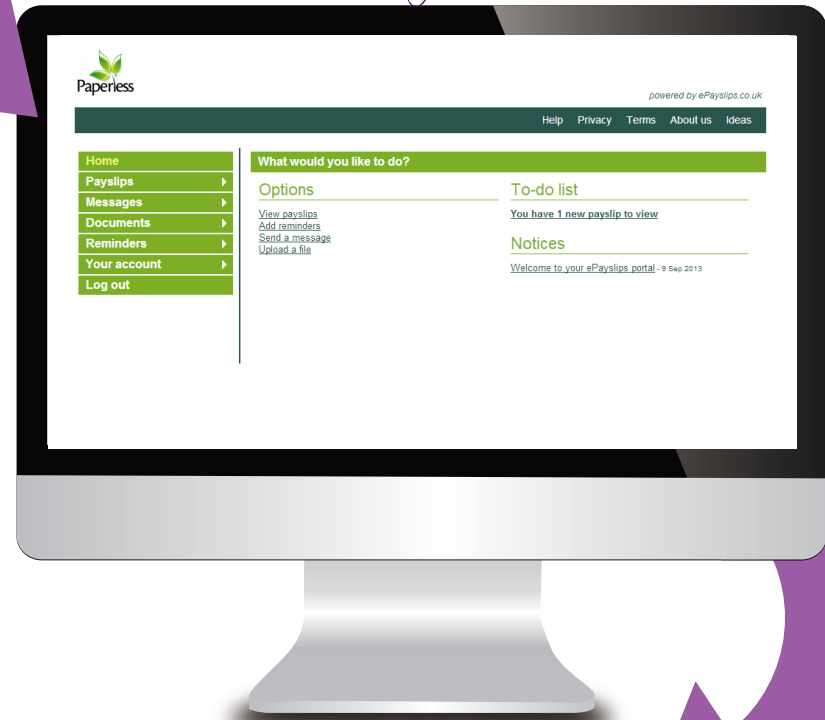 Paperless
powered by ePayslips.co.uk
Help Privacy Terms About us Ideas
Home
Payslips
Messages
Documents
Reminders
Your account
Log out
What would you like to do?
Options
View payslips
Add reminders
Send a message
Upload a file
To-do list
You have 1 new payslip to view
Notices
Welcome to your ePayslips portal - 9 Sep 2013